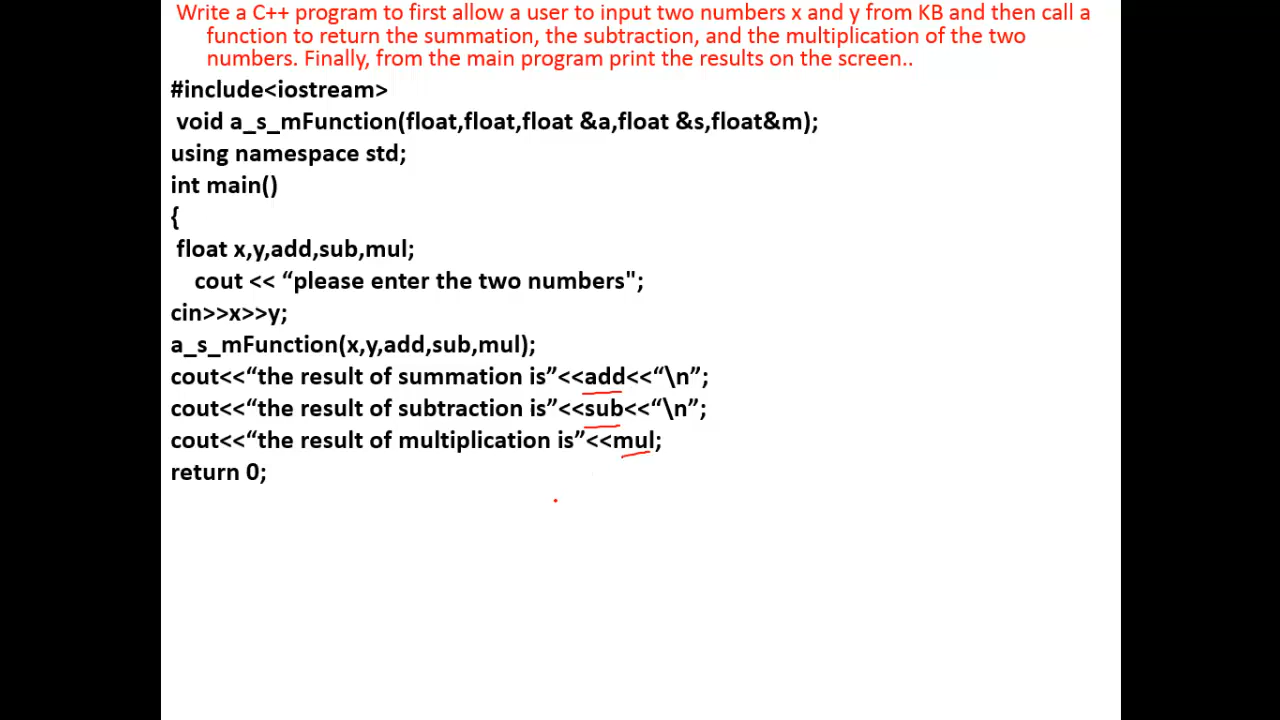 Write a C++ program to first allow a user to input two numbers x and y from KB and then call a
function to return the summation, the subtraction, and the multiplication of the two
numbers. Finally, from the main program print the results on the screen..
#include<iostream>
void a_s_mFunction(float,float,float &a,float &s,float&m);
using namespace std;
int main()
{
float x,y,add,sub,mul;
cout << “please enter the two numbers";
cin>>x>>y;
a_s_mFunction(x,y,add,sub,mul);
cout<<“the result of summation is”<<add<<“\n”;
cout<<“the result of subtraction is”<<sub<<“\n”;
cout<<“the result of multiplication is”<<mul;
return 0;